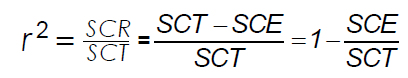 r² = SCR/SCT = (SCT – SCE)/SCT = 1 – SCE/SCT